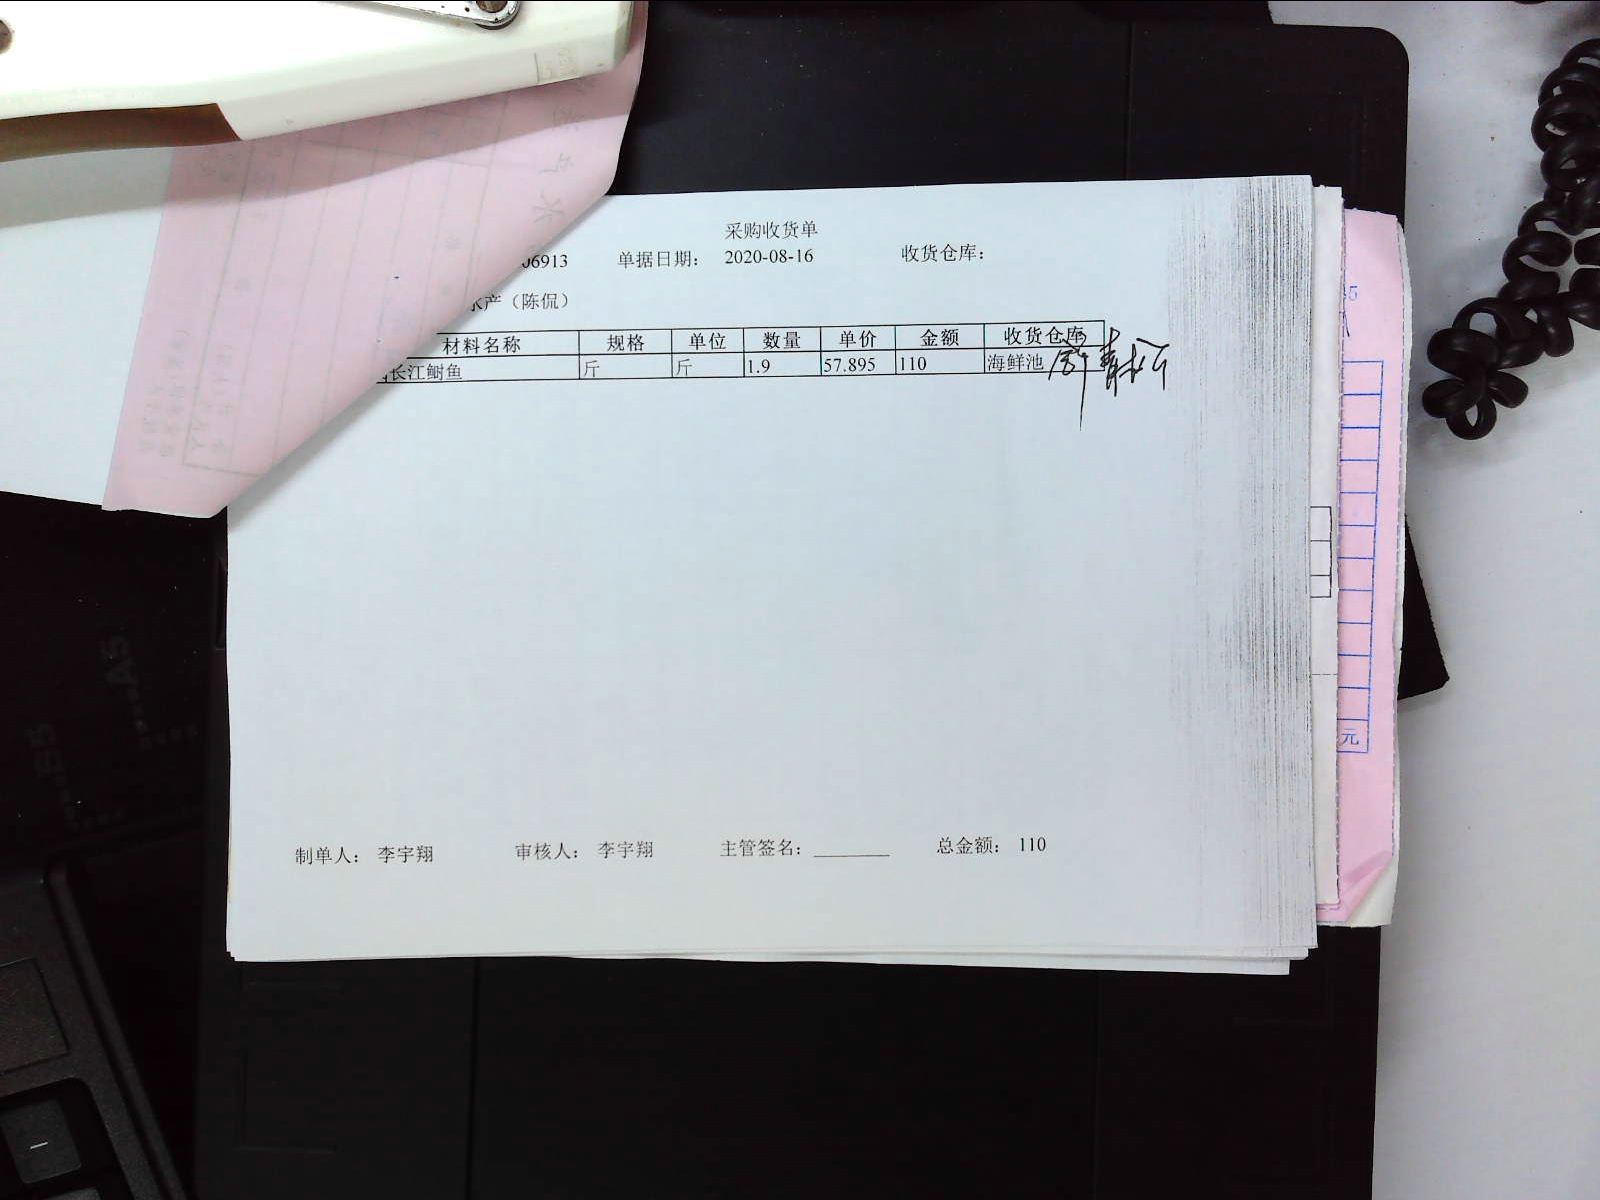 采购收货单
06913 单据日期： 2020-08-16 收货仓库：
水产（陈侃）
材料名称 规格 单位 数量 单价 金额 收货仓库
长江鲥鱼 斤 斤 1.9 57.895 110 海鲜池
制单人： 李宇翔 审核人： 李宇翔 主管签名： ________ 总金额： 110
元
A5
B5